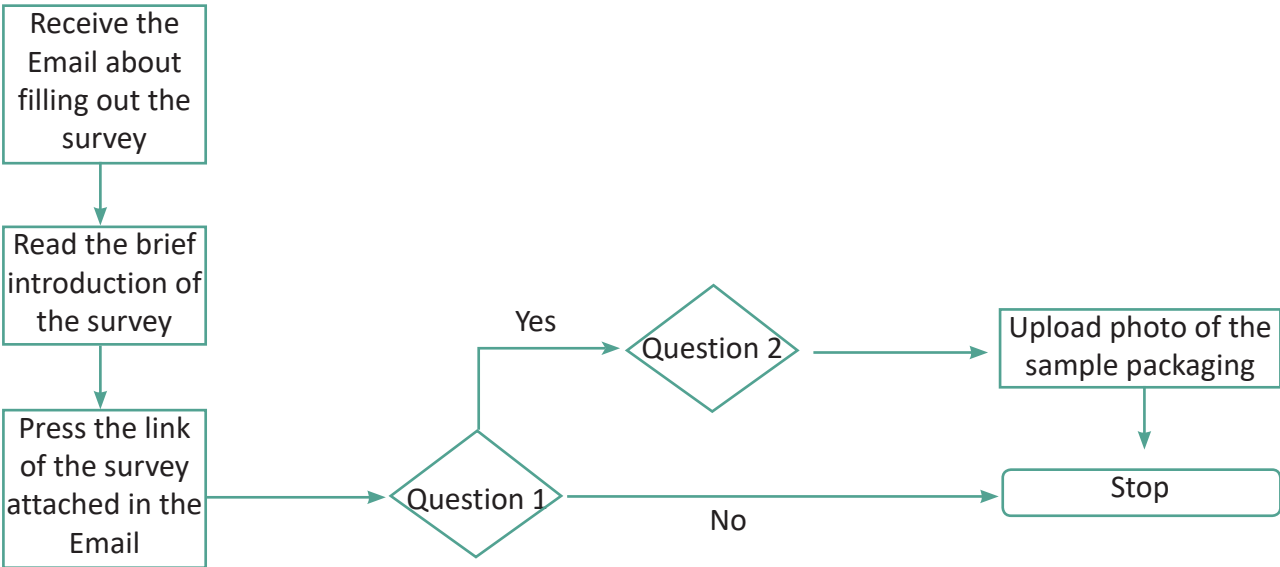 Receive the
Email about
filling out the
survey
Read the brief
introduction of
the survey
Press the link
of the survey
attached in the
Email
Question 1
Yes
Question 2
Upload photo of the
sample packaging
No
Stop